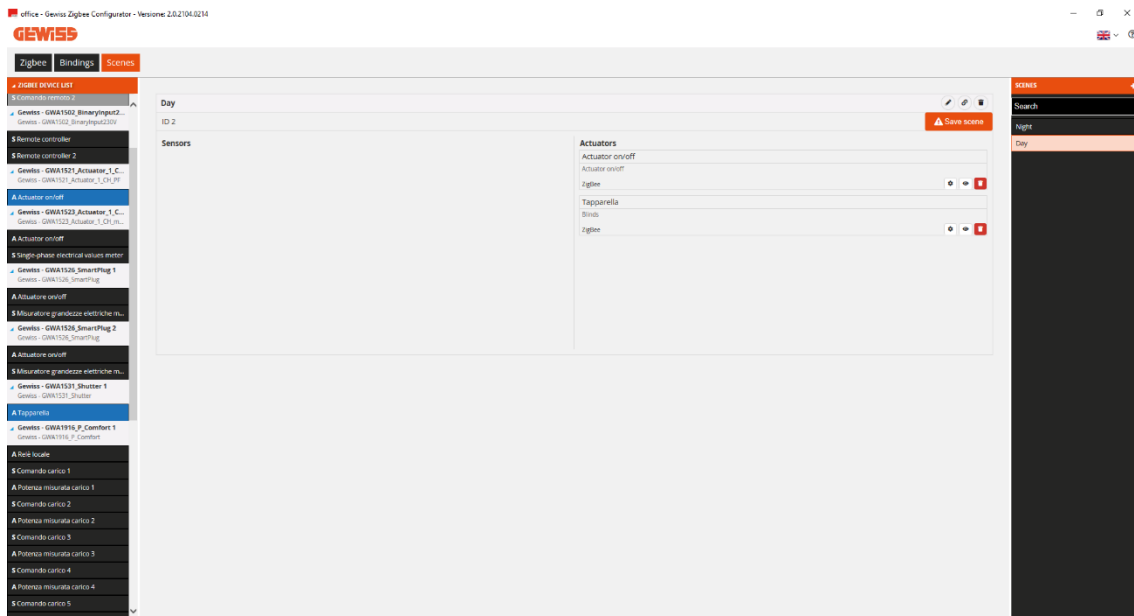 office - Gewiss Zigbee Configurator - Versione: 2.0.2104.0214
GEWISS
Zigbee Bindings Scenes
ZIGBEE DEVICE LIST
S Comando remoto 2
Gewiss - GWA1502_BinaryInput2...
Gewiss - GWA1502_BinaryInput230V
S Remote controller
S Remote controller 2
Gewiss - GWA1521_Actuator_1_C...
Gewiss - GWA1521_Actuator_1_CH_PF
A Actuator on/off
Gewiss - GWA1523_Actuator_1_C...
Gewiss - GWA1523_Actuator_1_CH_in...
A Actuator on/off
S Single-phase electrical values meter
Gewiss - GWA1526_SmartPlug 1
Gewiss - GWA1526_SmartPlug
A Attuatore on/off
S Misuratore grandezze elettriche m...
Gewiss - GWA1526_SmartPlug 2
Gewiss - GWA1526_SmartPlug
A Attuatore on/off
S Misuratore grandezze elettriche m...
Gewiss - GWA1531_Shutter 1
Gewiss - GWA1531_Shutter
A Tapparella
Gewiss - GWA1916_P_Comfort 1
Gewiss - GWA1916_P_Comfort
A Relè locale
S Comando carico 1
A Potenza misurata carico 1
S Comando carico 2
A Potenza misurata carico 2
S Comando carico 3
A Potenza misurata carico 3
S Comando carico 4
A Potenza misurata carico 4
S Comando carico 5
Day
ID 2
Save scene
Sensors
Actuators
Actuator on/off
Actuator on/off
ZigBee
Tapparella
Blinds
ZigBee
SCENES
Search
Night
Day